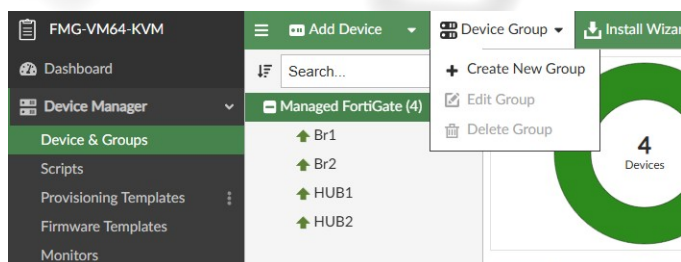 FMG-VM64-KVM
Add Device
Device Group
Install Wizar
Dashboard
Search...
Create New Group
Device Manager
Managed FortiGate (4)
Edit Group
Device & Groups
Br1
Delete Group
4
Scripts
Br2
Devices
Provisioning Templates
HUB1
Firmware Templates
HUB2
Monitors